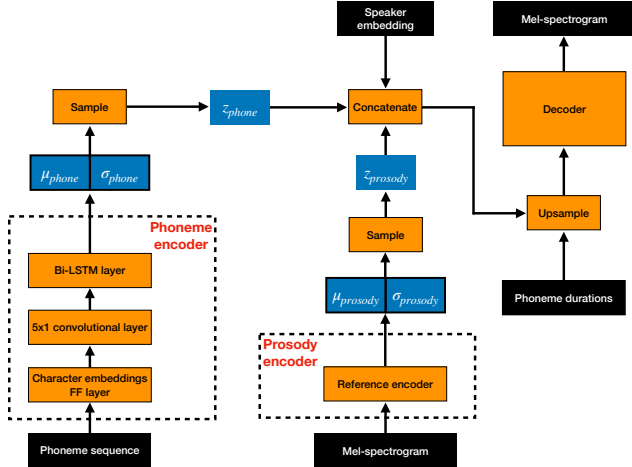 Speaker
embedding
Mel-spectrogram
Sample
z_phone
Concatenate
Decoder
μ_phone
σ_phone
z_prosody
Phoneme
encoder
Upsample
Sample
Bi-LSTM layer
μ_prosody
σ_prosody
Phoneme durations
5x1 convolutional layer
Prosody
encoder
Character embeddings
FF layer
Reference encoder
Phoneme sequence
Mel-spectrogram